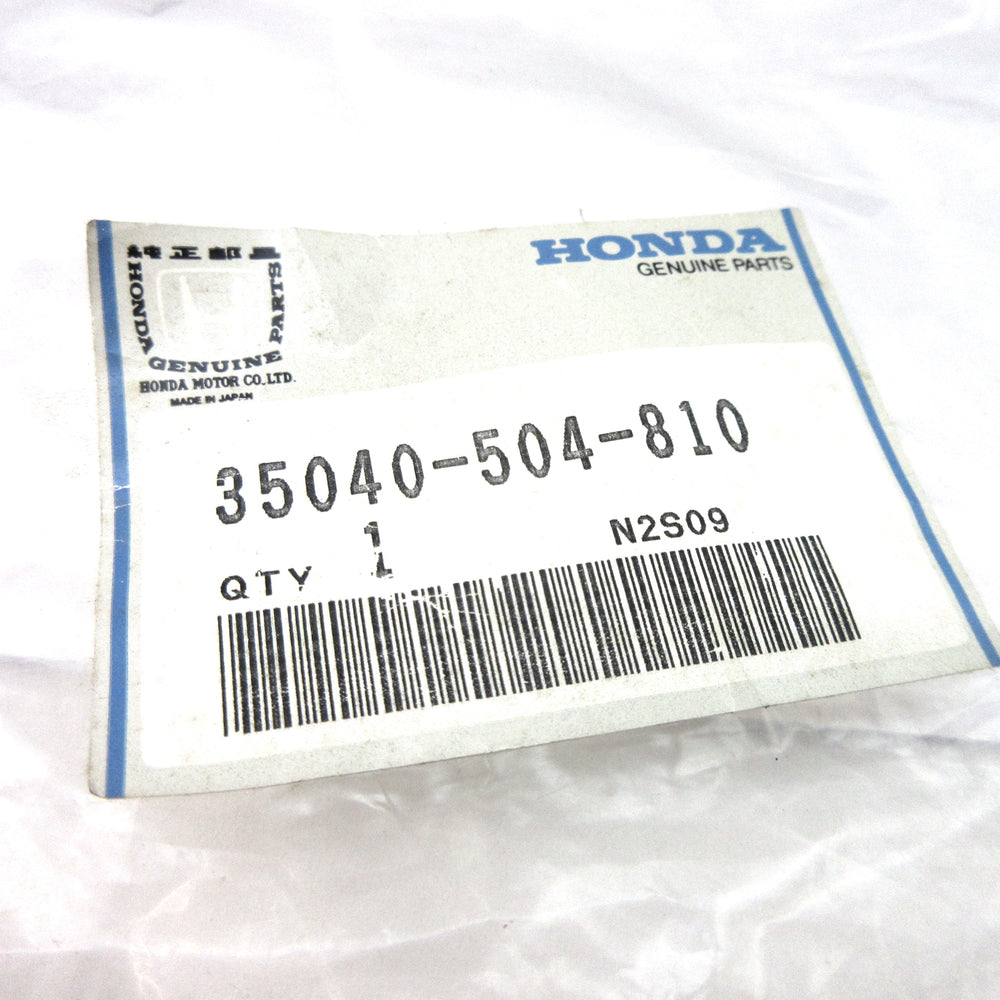 純正部品
HONDA
GENUINE
PARTS
HONDA MOTOR CO.,LTD.
MADE IN JAPAN
HONDA
GENUINE PARTS
35040-504-810
QTY 1
N2S09